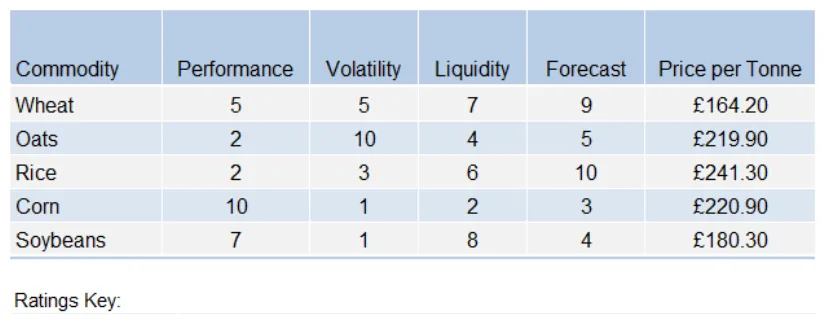 Commodity Performance Volatility Liquidity Forecast Price per Tonne
Wheat 5 5 7 9 £164.20
Oats 2 10 4 5 £219.90
Rice 2 3 6 10 £241.30
Corn 10 1 2 3 £220.90
Soybeans 7 1 8 4 £180.30
Ratings Key: